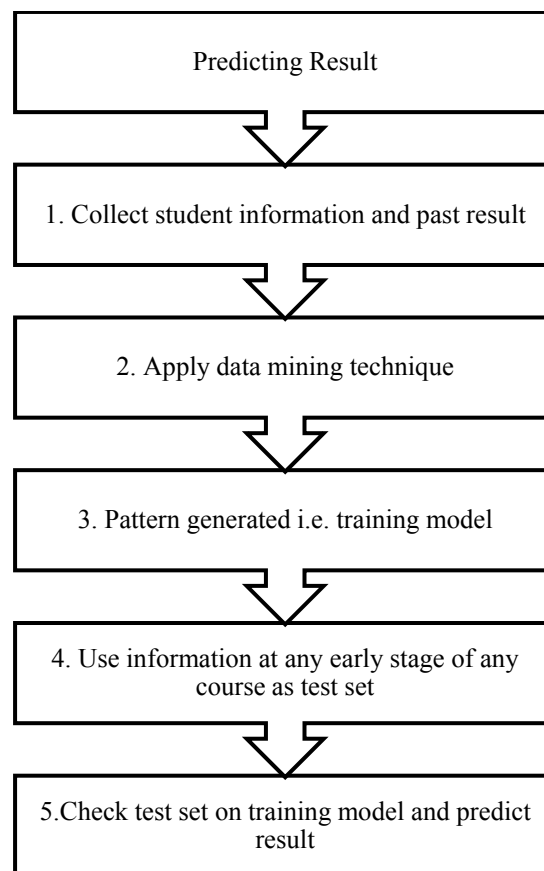 Predicting Result
1. Collect student information and past result
2. Apply data mining technique
3. Pattern generated i.e. training model
4. Use information at any early stage of any
course as test set
5.Check test set on training model and predict
result